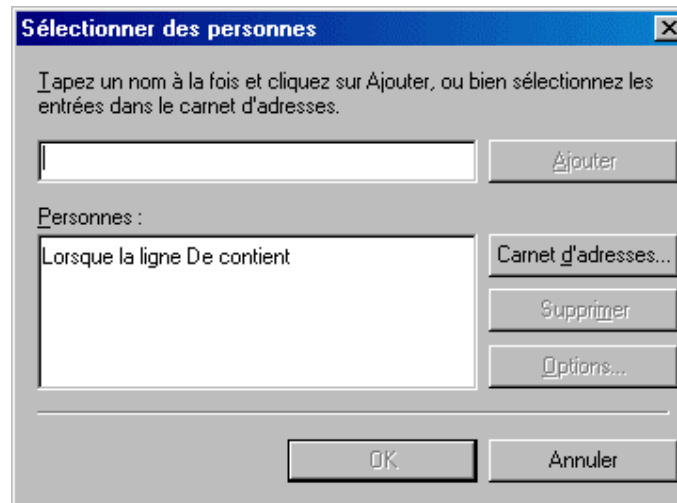 Sélectionner des personnes
Tapez un nom à la fois et cliquez sur Ajouter, ou bien sélectionnez les
entrées dans le carnet d'adresses.
Ajouter
Personnes :
Lorsque la ligne De contient
Carnet d'adresses...
Supprimer
Options...
OK
Annuler